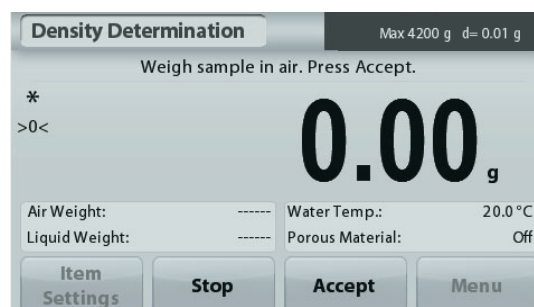 Density Determination
Max 4200 g d= 0.01 g
Weigh sample in air. Press Accept.
*
>0<
0.00 g
Air Weight: ------ Water Temp.: 20.0 °C
Liquid Weight: ------ Porous Material: Off
Item Settings
Stop
Accept
Menu